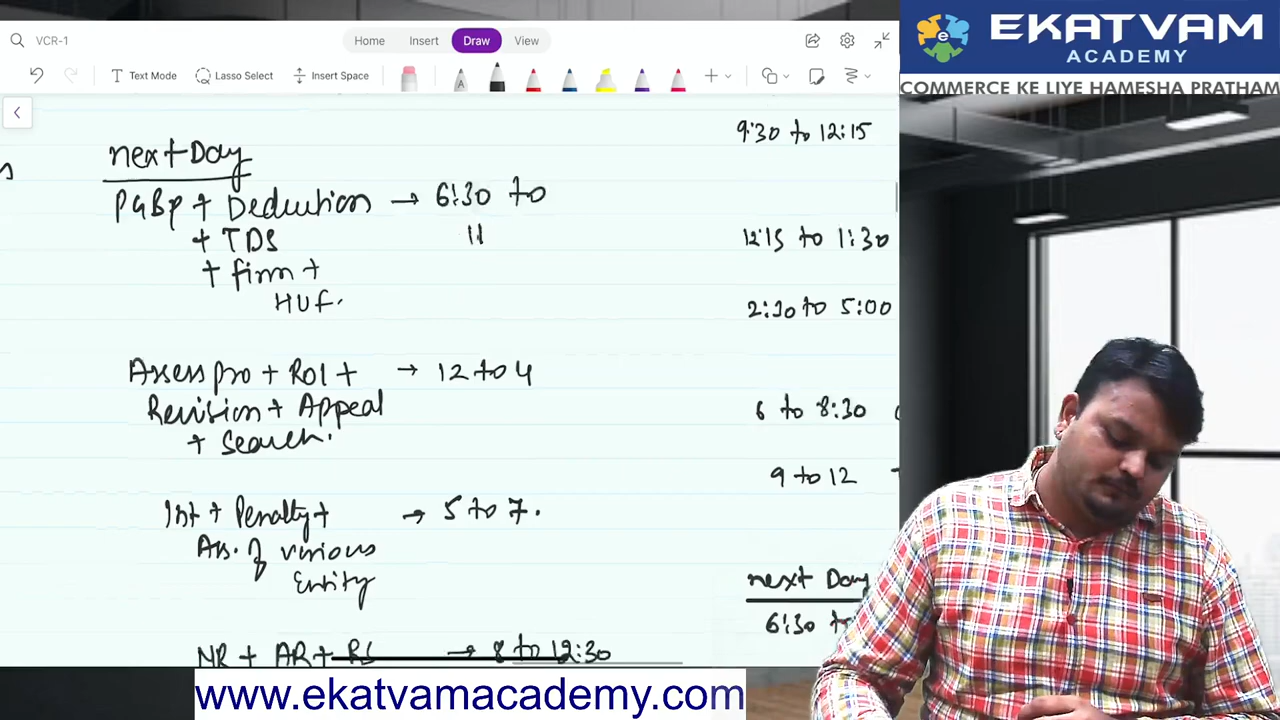 VCR-1
Home Insert Draw View
Text Mode Lasso Select Insert Space
EKATVAM
ACADEMY
COMMERCE KE LIYE HAMESHA PRATHAM
next Day
PGBP + Deduction → 6:30 to
11
+ TDS
+ firm +
HUF.
Assess pro + ROI + → 12 to 4
Revision + Appeal
+ Search.
Int + Penalty + → 5 to 7.
Ass. of various
Entity
NR + AR + → 8 to 12:30
9:30 to 12:15
12:15 to 1:30
2:30 to 5:00
6 to 8:30
9 to 12
next Day
6:30 to
www.ekatvamacademy.com